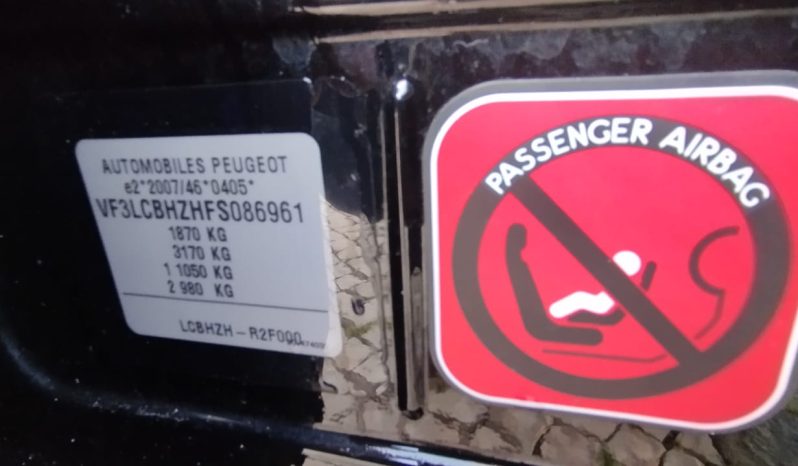 AUTOMOBILES PEUGEOT
e2*2007/46*0405*
VF3LCBHZHFS086961
1870 KG
3170 KG
1 1050 KG
2 980 KG
LCBHZH-R2F000
PASSENGER AIRBAG